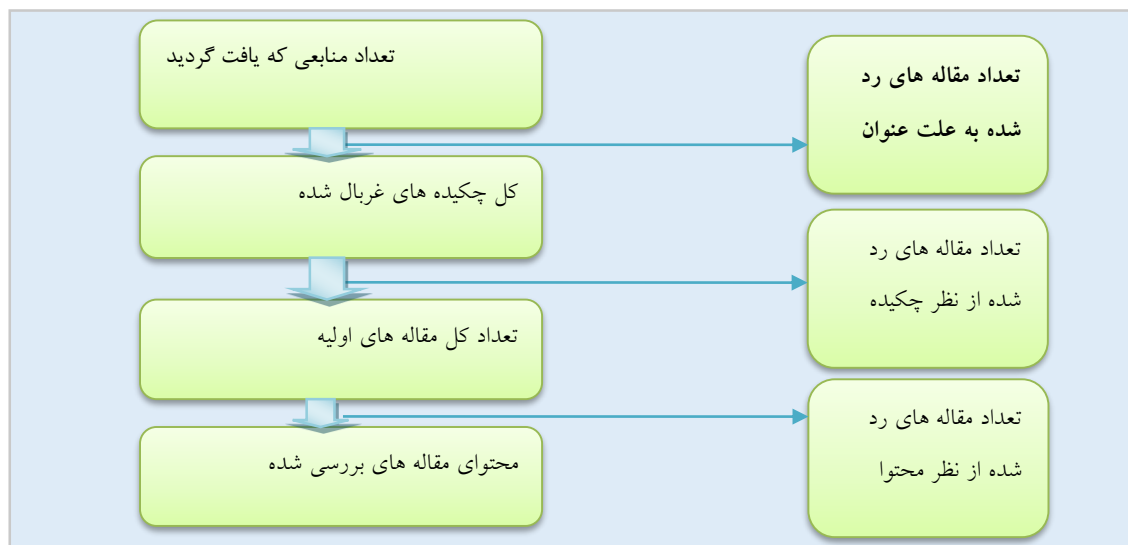 تعداد منابعی که یافت گردید
تعداد مقاله های رد
شده به علت عنوان
کل چکیده های غربال شده
تعداد مقاله های رد
شده از نظر چکیده
تعداد کل مقاله های اولیه
تعداد مقاله های رد
شده از نظر محتوا
محتوای مقاله های بررسی شده